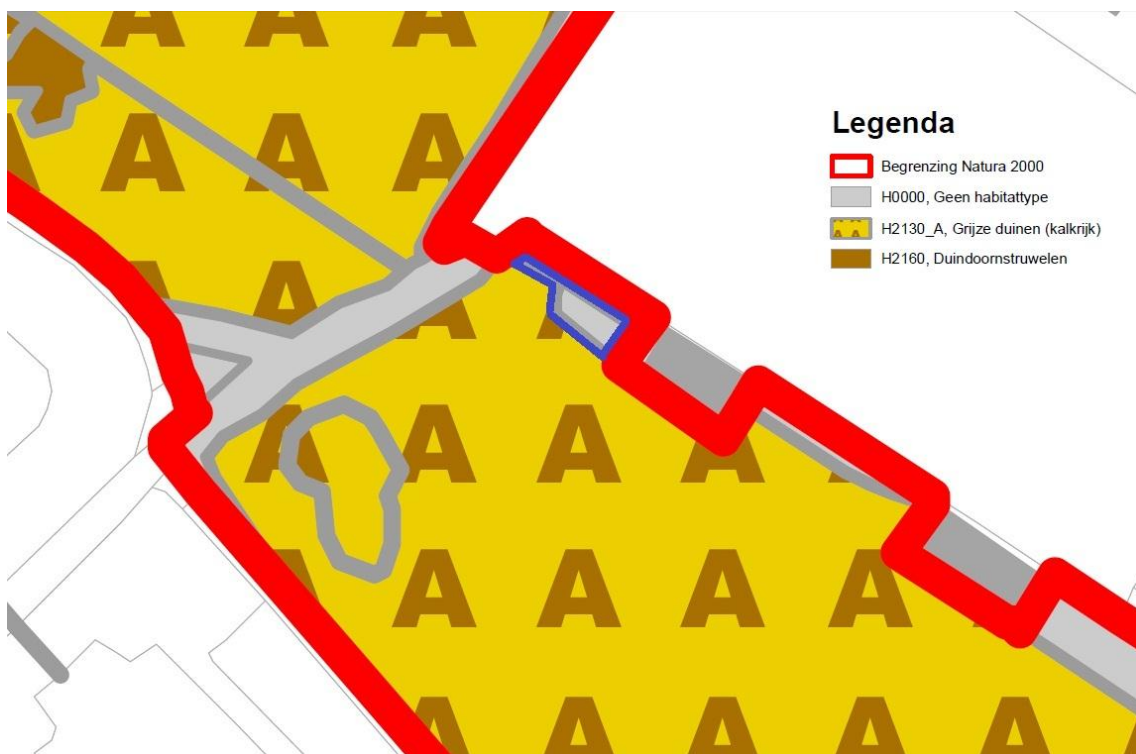 Legenda
Begrenzing Natura 2000
H0000, Geen habitattype
H2130_A, Grijze duinen (kalkrijk)
H2160, Duindoornstruwelen
A A A
A A A A
A A A
A A A A A
A A A A A
A A A A A